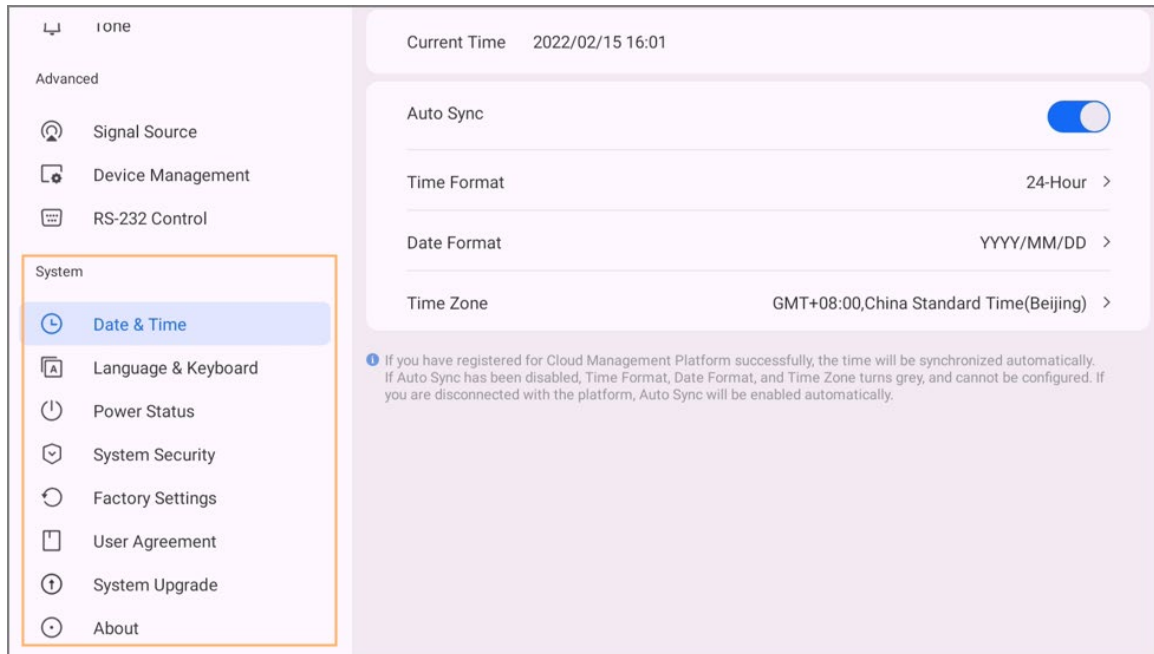 Tone
Advanced
Signal Source
Device Management
RS-232 Control
System
Date & Time
Language & Keyboard
Power Status
System Security
Factory Settings
User Agreement
System Upgrade
About
Current Time 2022/02/15 16:01
Auto Sync
Time Format 24-Hour
Date Format YYYY/MM/DD
Time Zone GMT+08:00,China Standard Time(Beijing)
If you have registered for Cloud Management Platform successfully, the time will be synchronized automatically.
If Auto Sync has been disabled, Time Format, Date Format, and Time Zone turns grey, and cannot be configured. If
you are disconnected with the platform, Auto Sync will be enabled automatically.